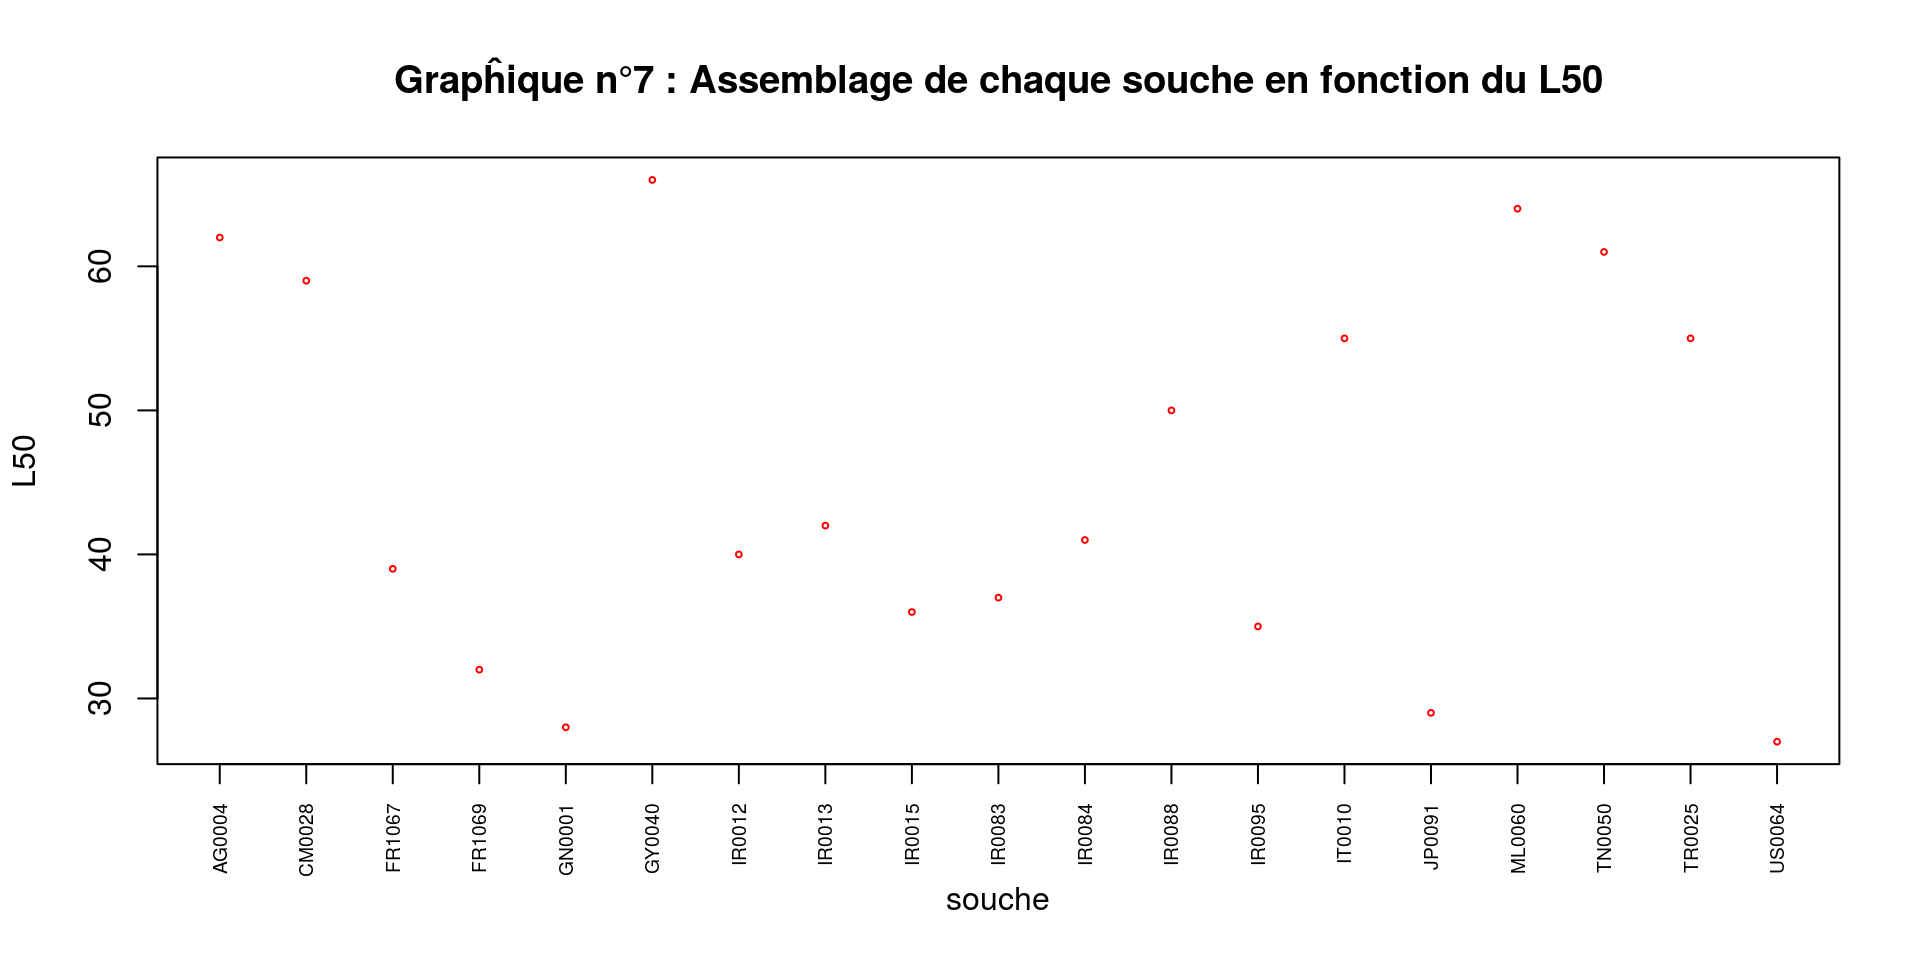 Grapĥique n°7 : Assemblage de chaque souche en fonction du L50
L50
60
50
40
30
AG0004
CM0028
FR1067
FR1069
GN0001
GY0040
IR0012
IR0013
IR0015
IR0083
IR0084
IR0088
IR0095
IT0010
JP0091
ML0060
TN0050
TR0025
US0064
souche